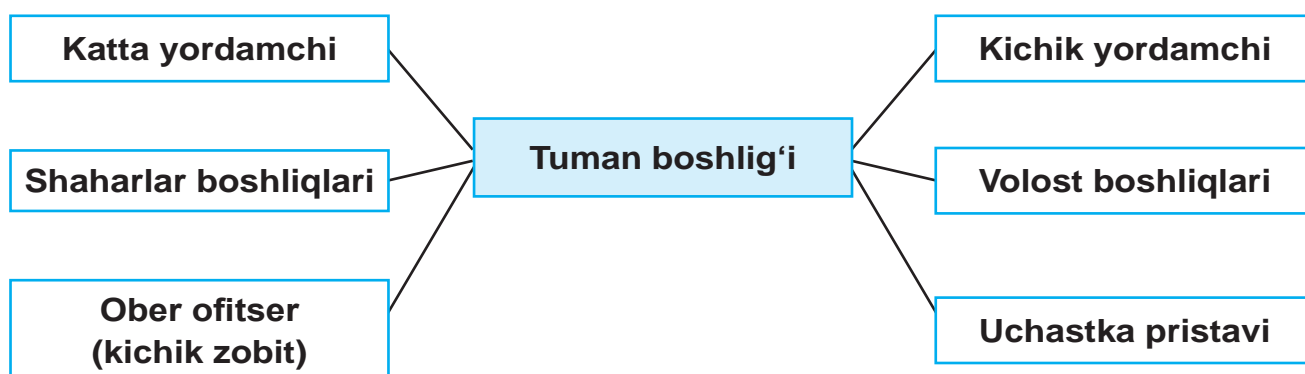 Katta yordamchi
Kichik yordamchi
Tuman boshlig‘i
Shaharlar boshliqlari
Volost boshliqlari
Ober ofitser
(kichik zobit)
Uchastka pristavi